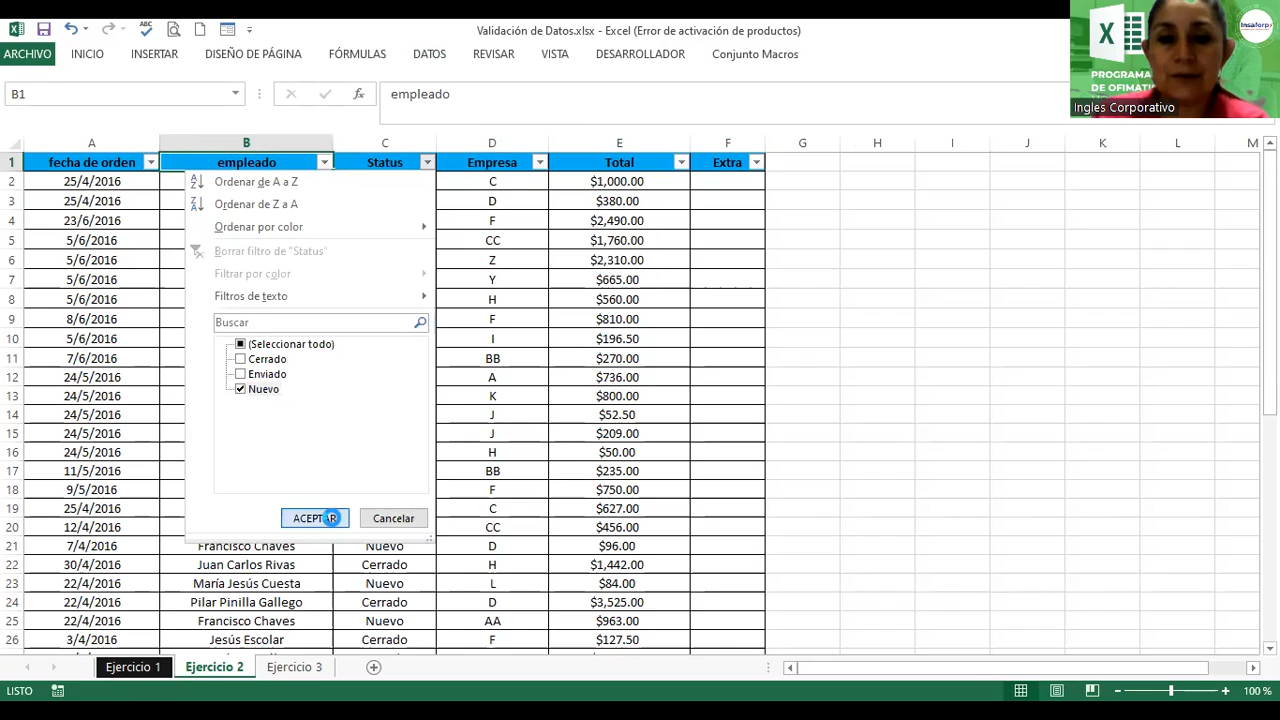 Validación de Datos.xlsx - Excel (Error de activación de productos)
ARCHIVO INICIO INSERTAR DISEÑO DE PÁGINA FÓRMULAS DATOS REVISAR VISTA DESARROLLADOR Conjunto Macros
PROGRAMA
DE OFIMATI
Insaforp
Ingles Corporativo
B1 fx empleado
A B C D E F G H I J K L M
1 fecha de orden empleado Status Empresa Total Extra
2 25/4/2016 C $1,000.00
3 25/4/2016 D $380.00
4 23/6/2016 F $2,490.00
5 5/6/2016 CC $1,760.00
6 5/6/2016 Z $2,310.00
7 5/6/2016 Y $665.00
8 5/6/2016 H $560.00
9 8/6/2016 F $810.00
10 5/6/2016 I $196.50
11 7/6/2016 BB $270.00
12 24/5/2016 A $736.00
13 24/5/2016 K $800.00
14 24/5/2016 J $52.50
15 24/5/2016 J $209.00
16 24/5/2016 H $50.00
17 11/5/2016 BB $235.00
18 9/5/2016 F $750.00
19 25/4/2016 C $627.00
20 12/4/2016 CC $456.00
21 7/4/2016 Francisco Chaves Nuevo D $96.00
22 30/4/2016 Juan Carlos Rivas Cerrado H $1,442.00
23 22/4/2016 María Jesús Cuesta Nuevo L $84.00
24 22/4/2016 Pilar Pinilla Gallego Cerrado D $3,525.00
25 22/4/2016 Francisco Chaves Nuevo AA $963.00
26 3/4/2016 Jesús Escolar Cerrado F $127.50
Ordenar de A a Z
Ordenar de Z a A
Ordenar por color
Borrar filtro de "Status"
Filtrar por color
Filtros de texto
Buscar
(Seleccionar todo)
Cerrado
Enviado
Nuevo
ACEPTAR Cancelar
Ejercicio 1 Ejercicio 2 Ejercicio 3
LISTO 100 %